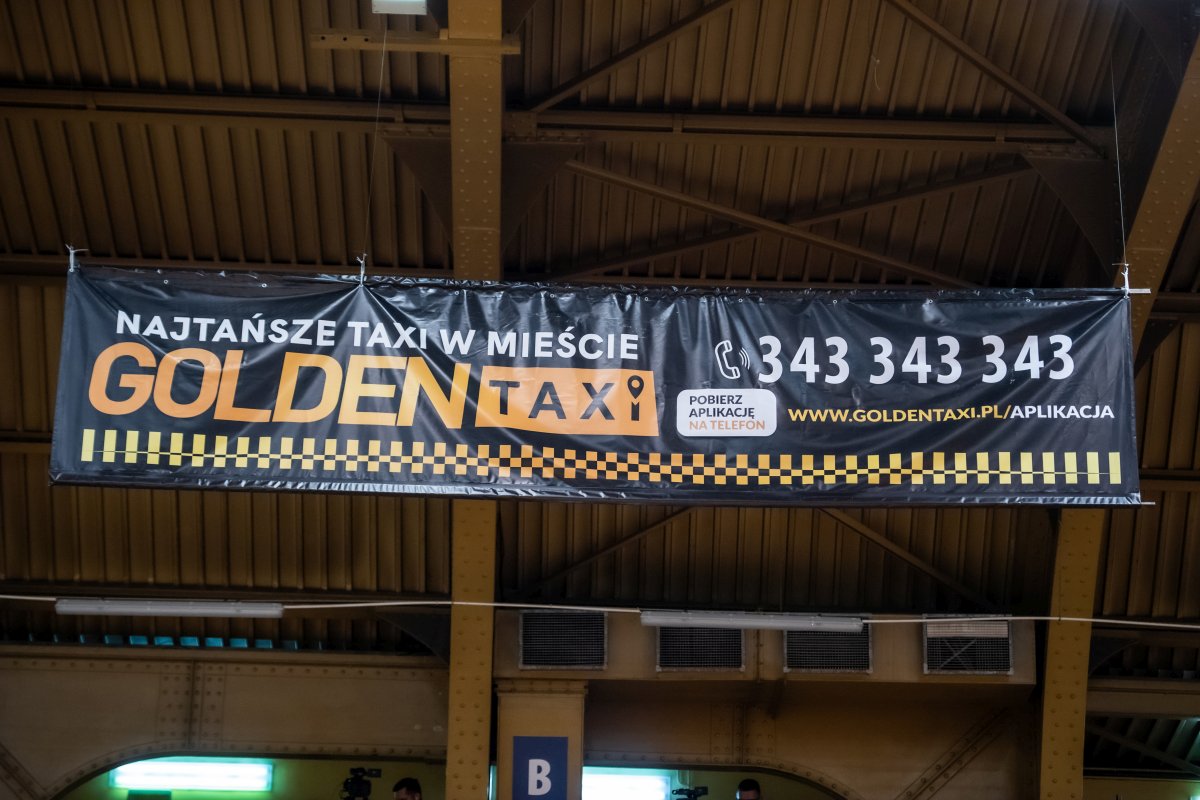 NAJTAŃSZE TAXI W MIEŚCIE
GOLDEN TAXI
343 343 343
POBIERZ
APLIKACJĘ
NA TELEFON
WWW.GOLDENTAXI.PL/APLIKACJA
B